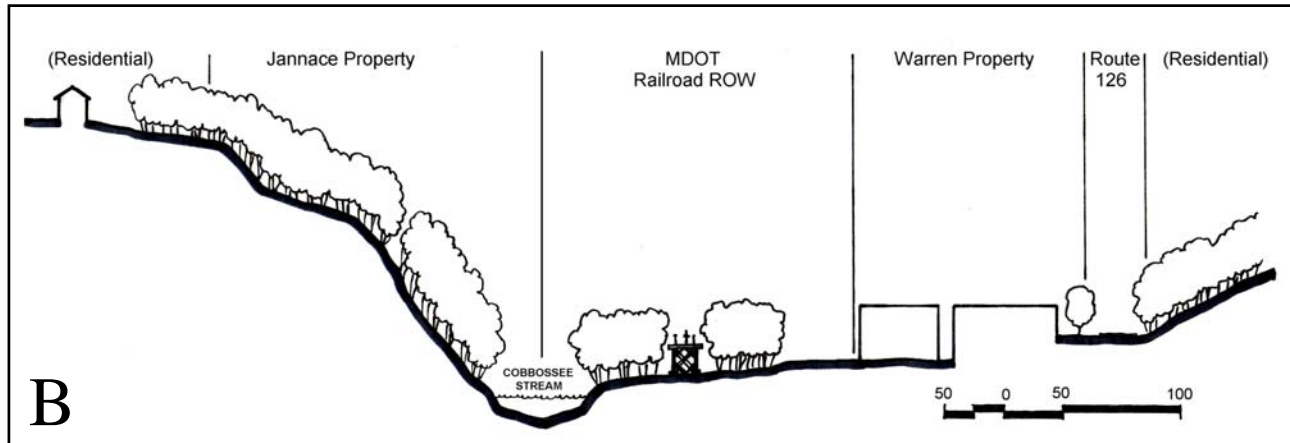 (Residential)
Jannace Property
MDOT
Railroad ROW
Warren Property
Route
126
(Residential)
COBBOSSEE
STREAM
50
0
50
100
B